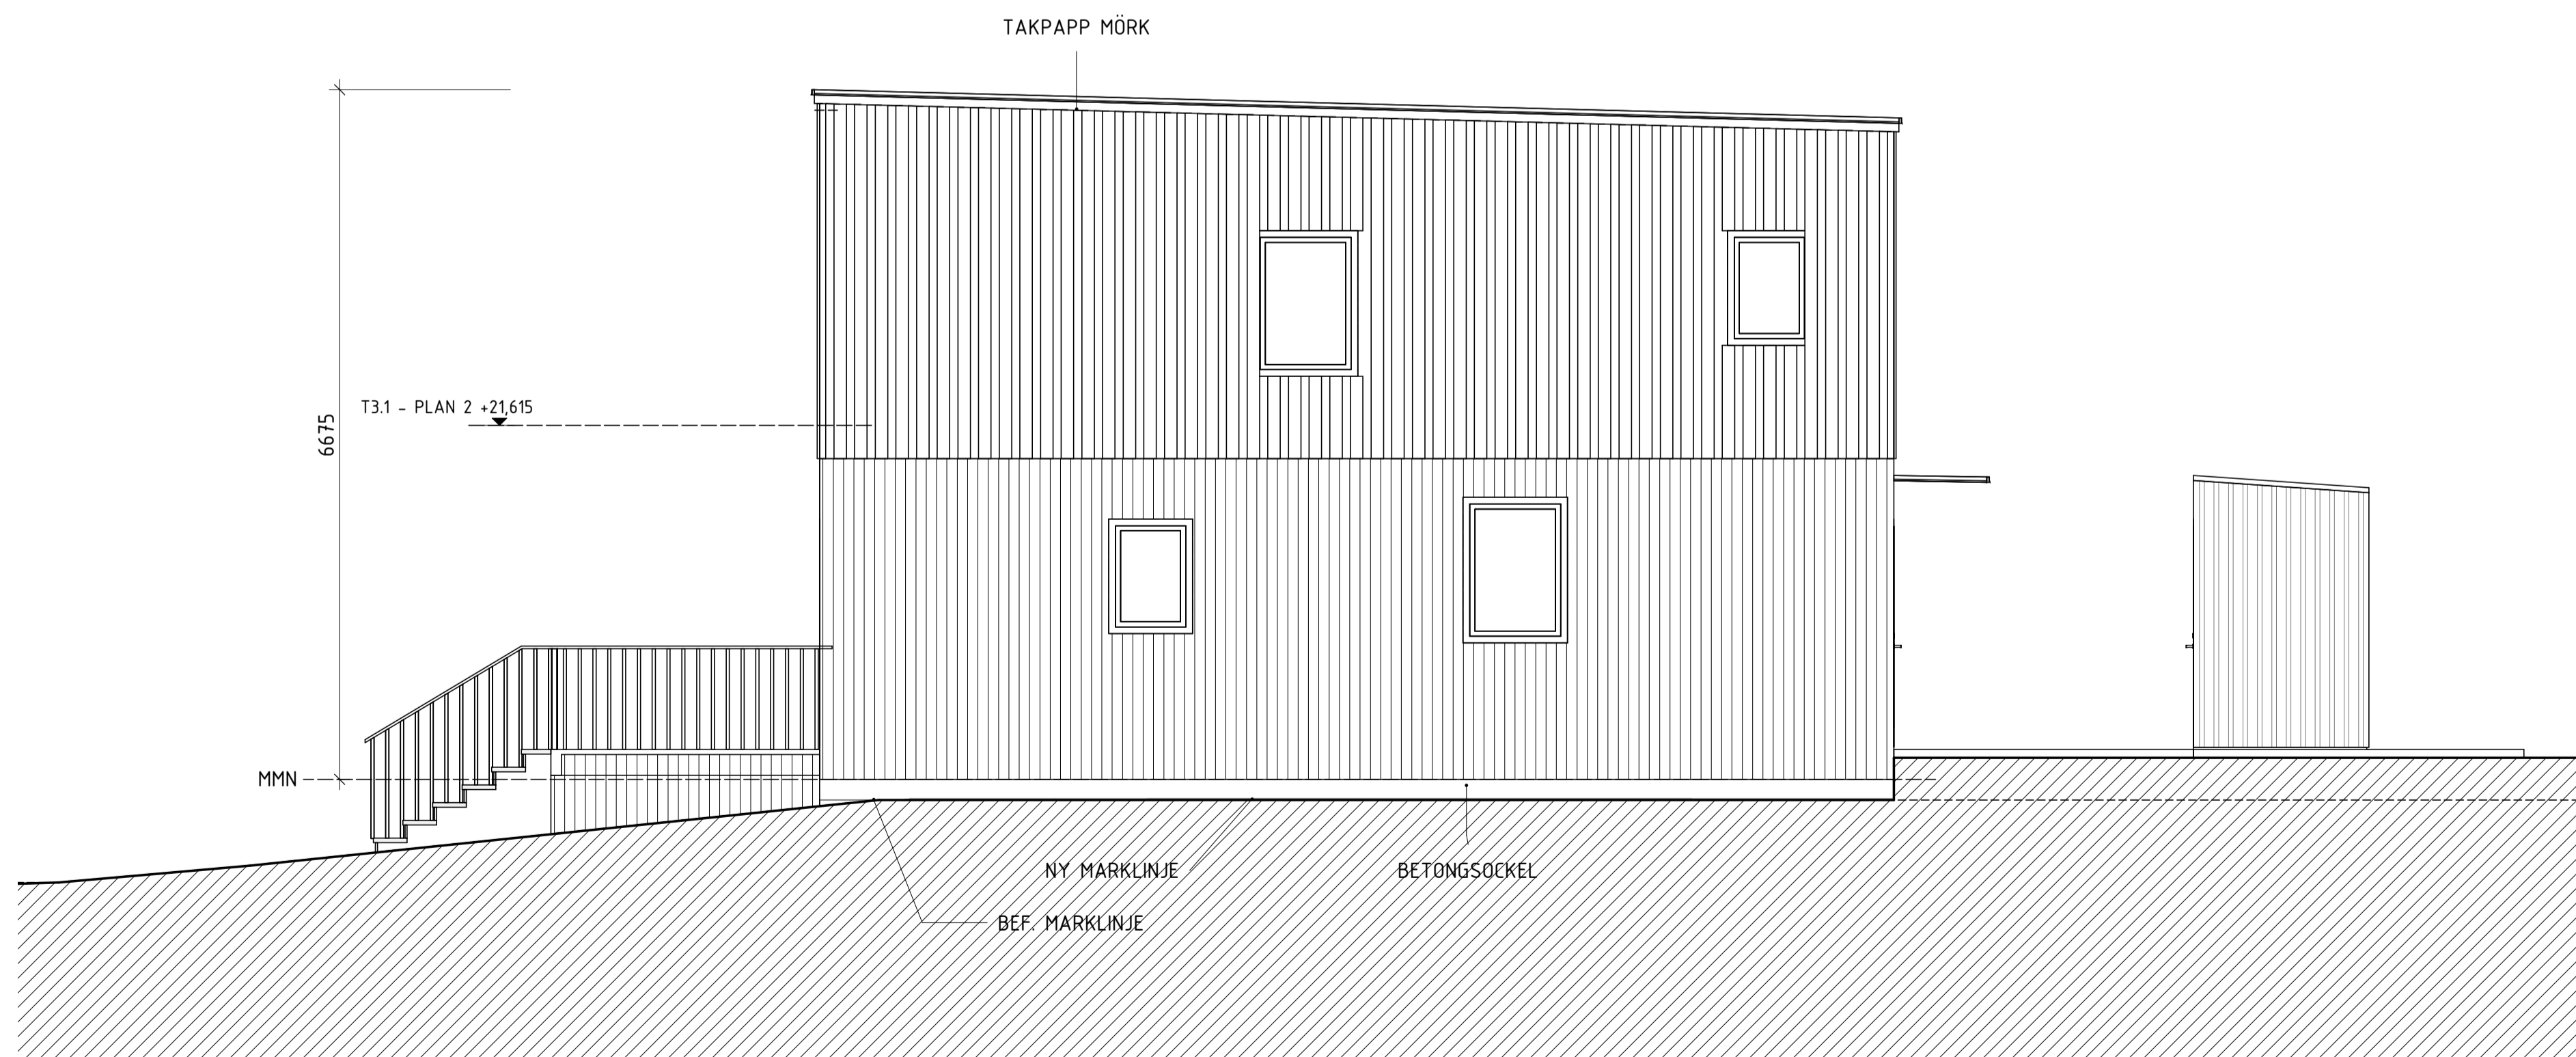 TAKPAPP MÖRK
T3.1 - PLAN 2 +21,615
6675
MMN
NY MARKLINJE
BETONGSOCKEL
BEF. MARKLINJE